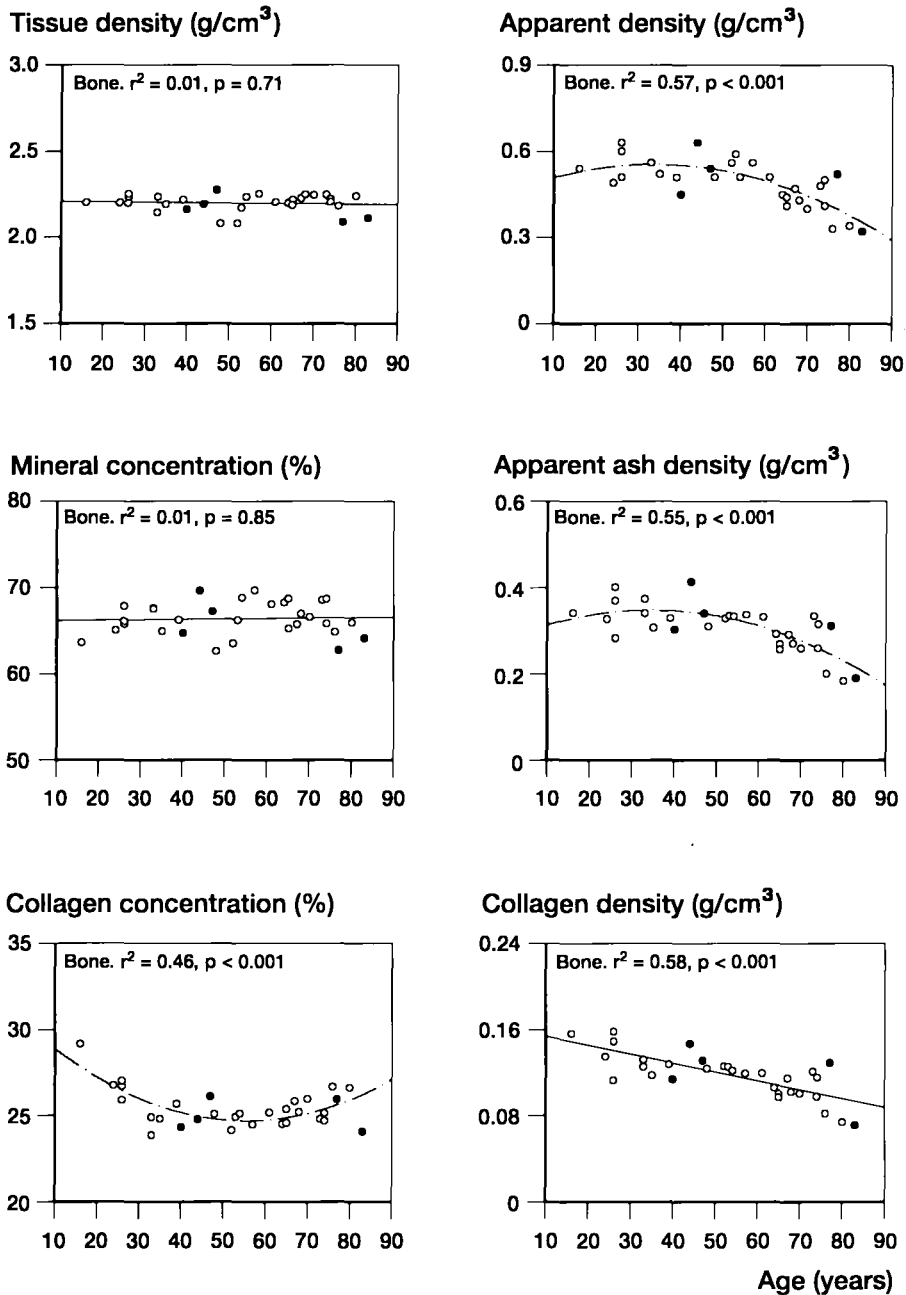 Tissue density (g/cm³)
Bone. r² = 0.01, p = 0.71
3.0
2.5
2.0
1.5
10 20 30 40 50 60 70 80 90
Apparent density (g/cm³)
Bone. r² = 0.57, p < 0.001
0.9
0.6
0.3
0
10 20 30 40 50 60 70 80 90
Mineral concentration (%)
Bone. r² = 0.01, p = 0.85
80
70
60
50
10 20 30 40 50 60 70 80 90
Apparent ash density (g/cm³)
Bone. r² = 0.55, p < 0.001
0.6
0.4
0.2
0
10 20 30 40 50 60 70 80 90
Collagen concentration (%)
Bone. r² = 0.46, p < 0.001
35
30
25
20
10 20 30 40 50 60 70 80 90
Collagen density (g/cm³)
Bone. r² = 0.58, p < 0.001
0.24
0.16
0.08
0
10 20 30 40 50 60 70 80 90
Age (years)